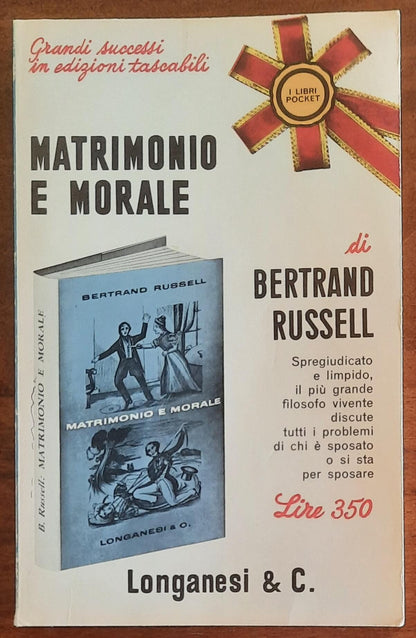 Grandi successi
in edizioni tascabili
I LIBRI
POCKET
MATRIMONIO
E MORALE
di
BERTRAND
RUSSELL
Spregiudicato
e limpido,
il più grande
filosofo vivente
discute
tutti i problemi
di chi è sposato
o si sta
per sposare
Lire 350
BERTRAND RUSSELL
MATRIMONIO E MORALE
LONGANESI & C.
B. Russell: MATRIMONIO E MORALE
Longanesi & C.